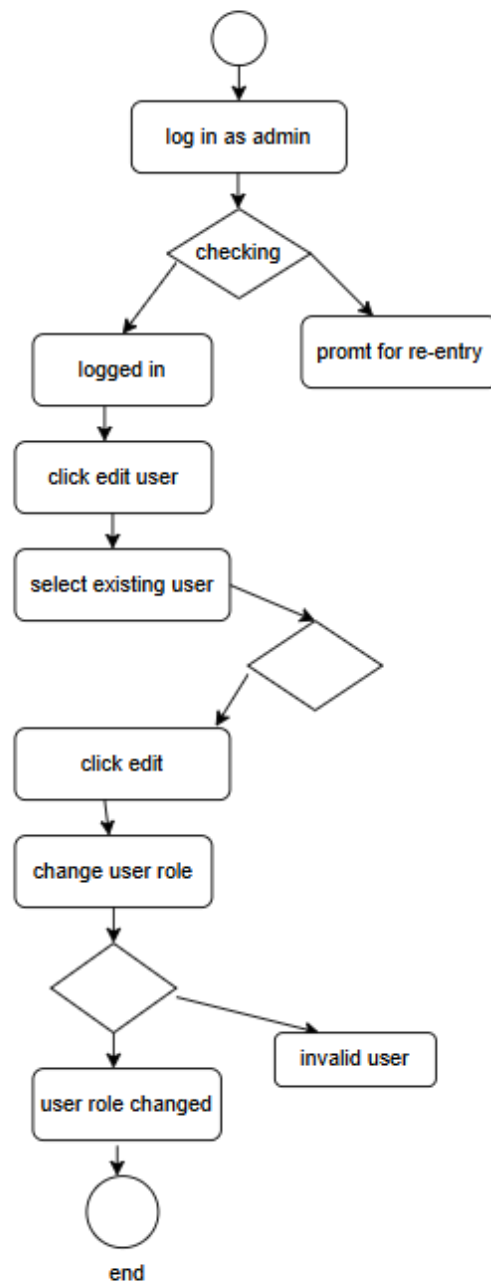 log in as admin
checking
logged in
promt for re-entry
click edit user
select existing user
click edit
change user role
invalid user
user role changed
end